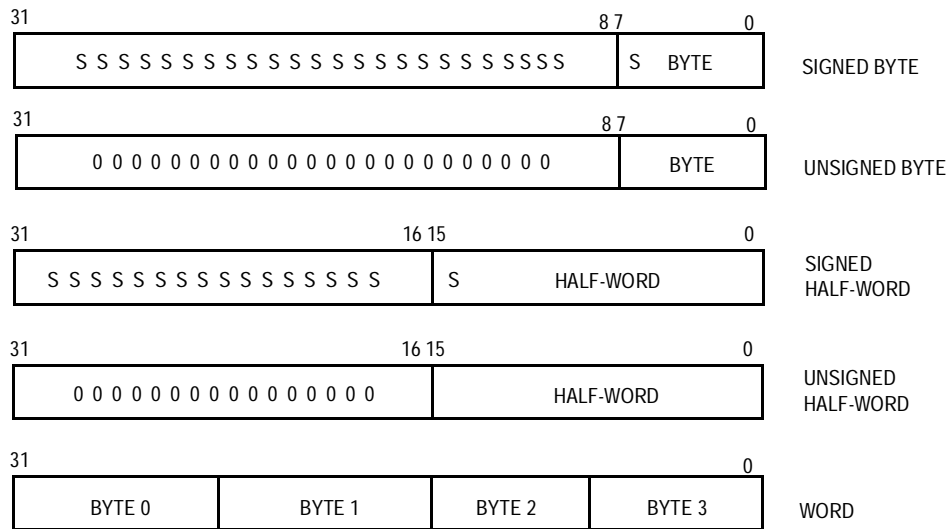 31 8 7 0
S S S S S S S S S S S S S S S S S S S S S S S S S BYTE SIGNED BYTE
31 8 7 0
0 0 0 0 0 0 0 0 0 0 0 0 0 0 0 0 0 0 0 0 0 0 0 0 BYTE UNSIGNED BYTE
31 16 15 0
S S S S S S S S S S S S S S S S S HALF-WORD SIGNED
HALF-WORD
31 16 15 0
0 0 0 0 0 0 0 0 0 0 0 0 0 0 0 0 HALF-WORD UNSIGNED
HALF-WORD
31 0
BYTE 0 BYTE 1 BYTE 2 BYTE 3 WORD